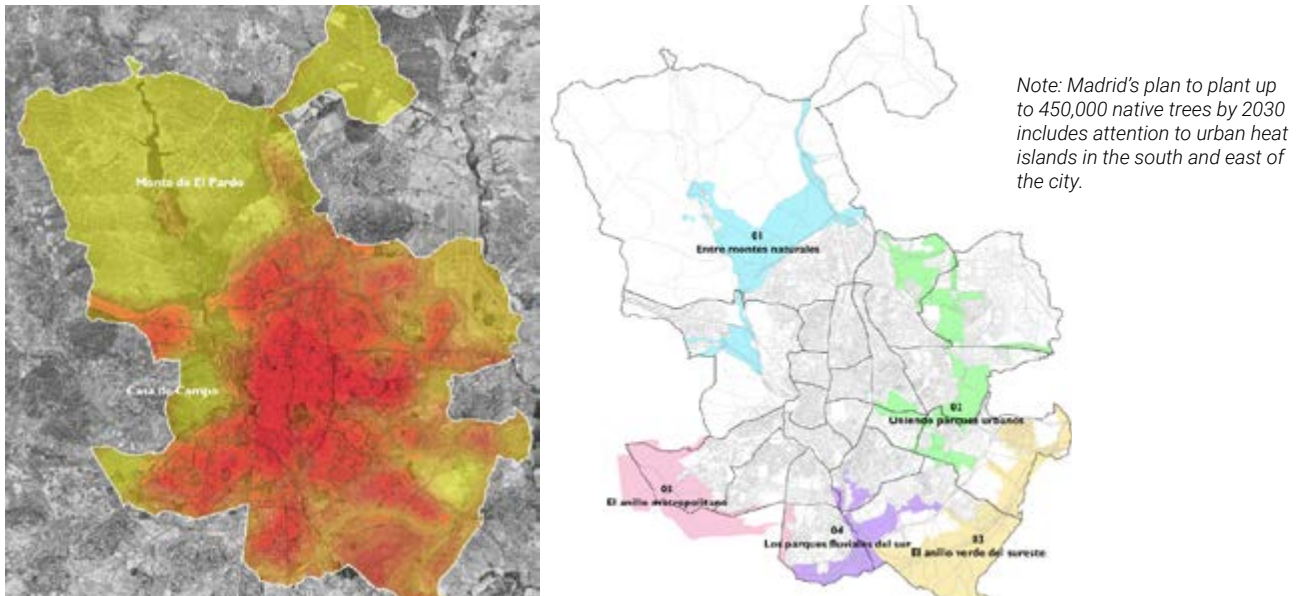 Monte de El Pardo
Casa de Campo
01
Entre montes naturales
02
Uniendo parques urbanos
05
El anillo metropolitano
04
Los parques fluviales del sur
03
El anillo verde del sureste
Note: Madrid's plan to plant up
to 450,000 native trees by 2030
includes attention to urban heat
islands in the south and east of
the city.